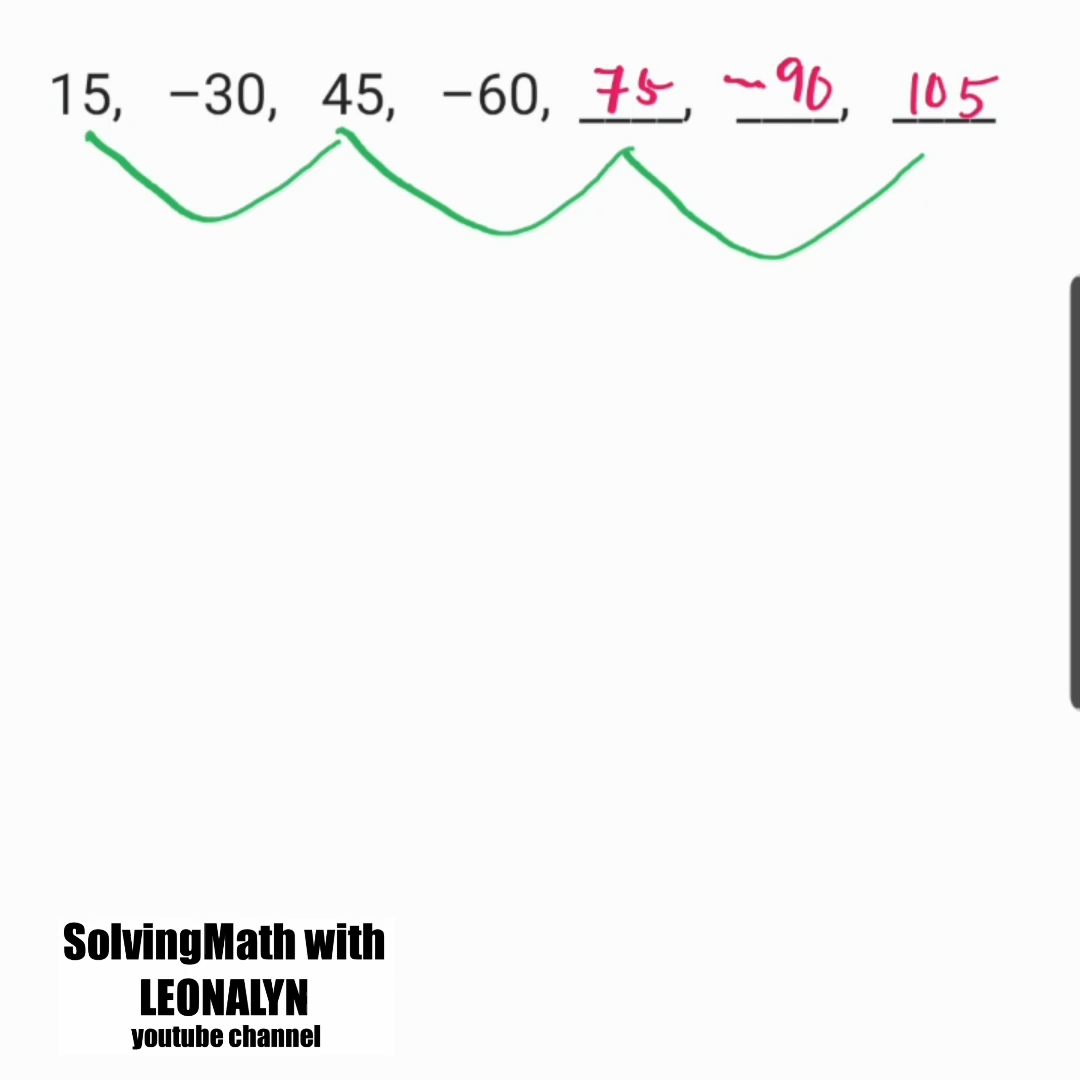 15, −30, 45, −60, 75, −90, 105
SolvingMath with
LEONALYN
youtube channel